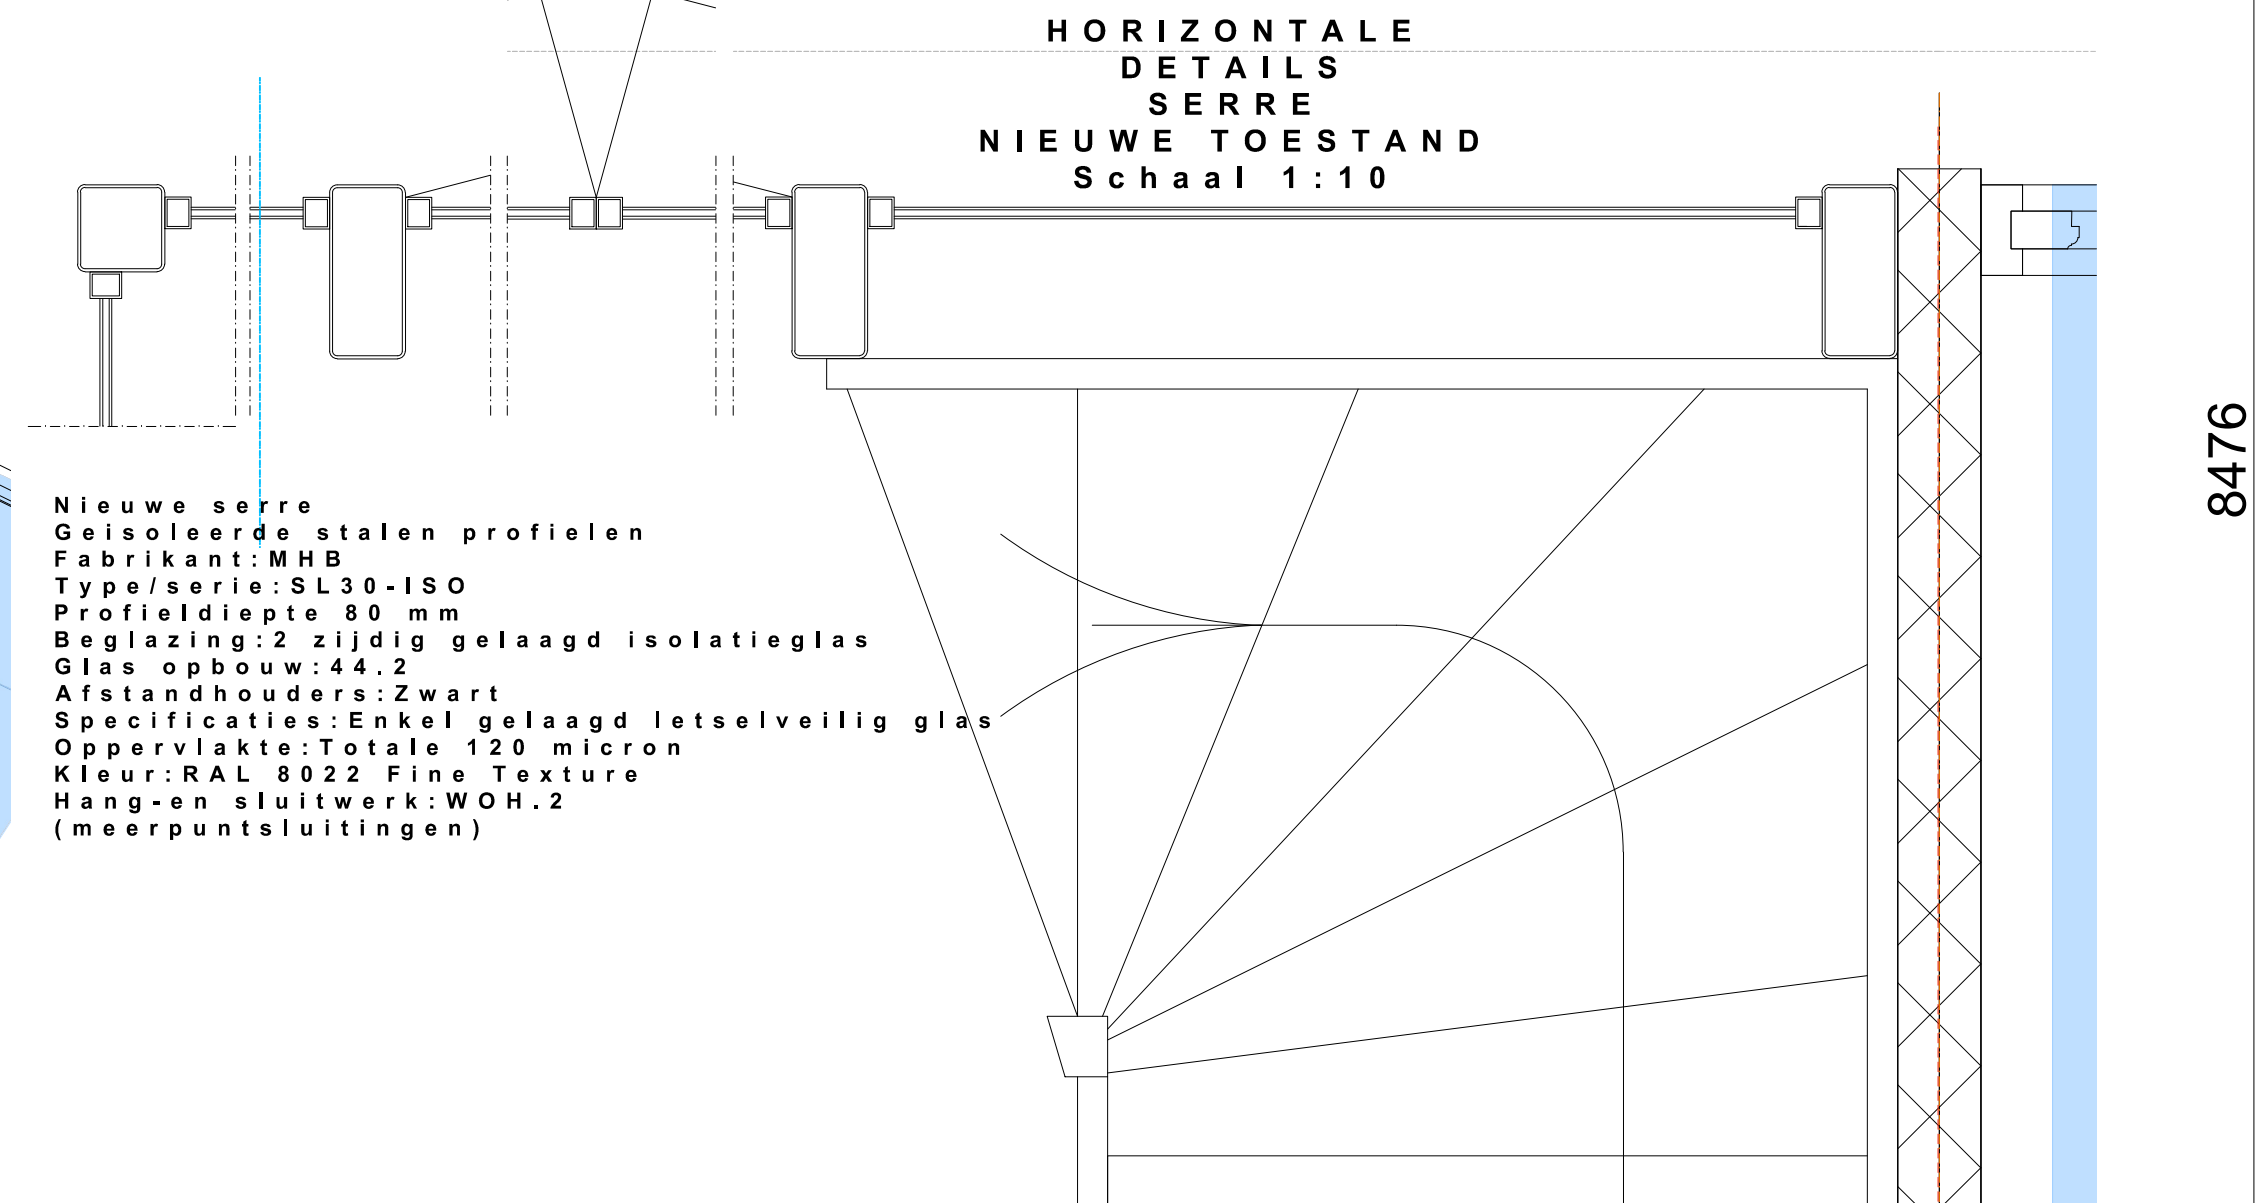 HORIZONTALE
DETAILS
SERRE
NIEUWE TOESTAND
Schaal 1:10
8476
Nieuwe serre
Geisoleerde stalen profielen
Fabrikant:MHB
Type/serie:SL30-ISO
Profieldiepte 80 mm
Beglazing:2 zijdig gelaagd isolatieglas
Glas opbouw:44.2
Afstandhouders:Zwart
Specificaties:Enkel gelaagd letselveilig glas
Oppervlakte:Totale 120 micron
Kleur:RAL 8022 Fine Texture
Hang-en sluitwerk:WOH.2
(meerpuntsluitingen)